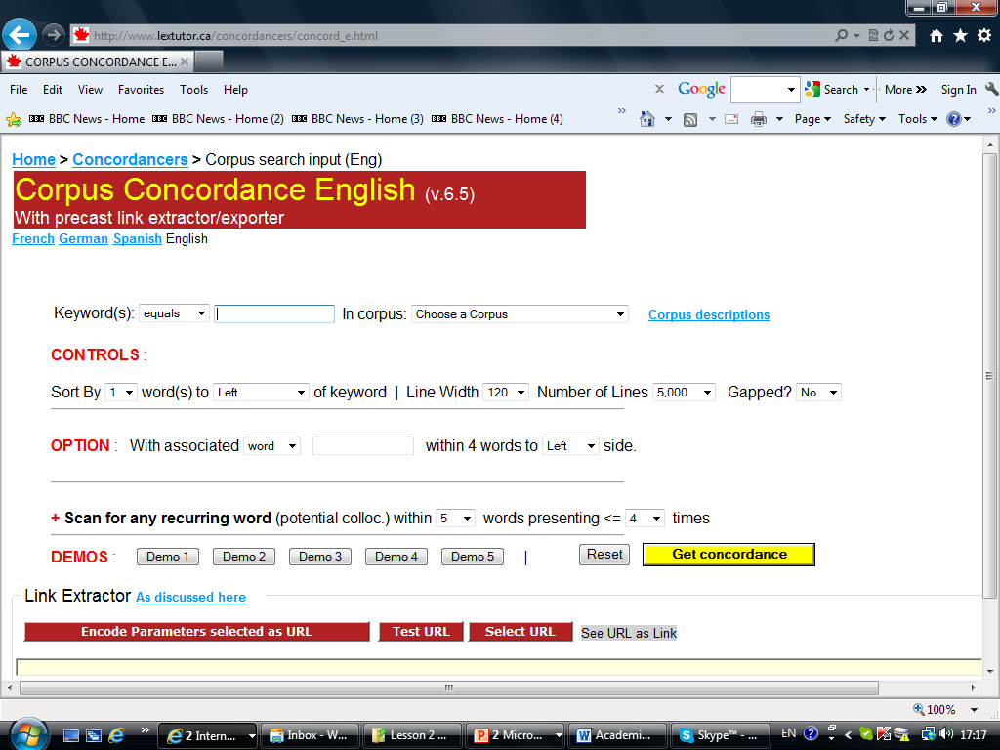 http://www.lextutor.ca/concordancers/concord_e.html
CORPUS CONCORDANCE E...
File Edit View Favorites Tools Help
Google Search More » Sign In
BBC News - Home BBC News - Home (2) BBC News - Home (3) BBC News - Home (4) » Page Safety Tools »
Home > Concordancers > Corpus search input (Eng)
Corpus Concordance English (v.6.5)
With precast link extractor/exporter
French German Spanish English
Keyword(s): equals In corpus: Choose a Corpus Corpus descriptions
CONTROLS :
Sort By 1 word(s) to Left of keyword | Line Width 120 Number of Lines 5,000 Gapped? No
OPTION : With associated word within 4 words to Left side.
+ Scan for any recurring word (potential colloc.) within 5 words presenting <= 4 times
DEMOS : Demo 1 Demo 2 Demo 3 Demo 4 Demo 5 | Reset Get concordance
Link Extractor As discussed here
Encode Parameters selected as URL Test URL Select URL See URL as Link
100%
» 2 Intern... Inbox - W... Lesson 2 ... 2 Micro... Academi... Skype™ - ... EN 17:17